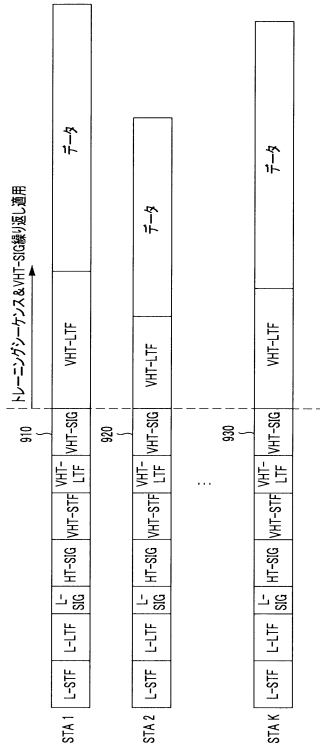 トレーニングシーケンス&VHT-SIG繰り返し適用
910
STA 1
L-STF
L-LTF
L-
SIG
HT-SIG
VHT-STF
VHT-
LTF
VHT-SIG
VHT-LTF
データ
920
STA 2
L-STF
L-LTF
L-
SIG
HT-SIG
VHT-STF
VHT-
LTF
VHT-SIG
VHT-LTF
データ
...
930
STA K
L-STF
L-LTF
L-
SIG
HT-SIG
VHT-STF
VHT-
LTF
VHT-SIG
VHT-LTF
データ